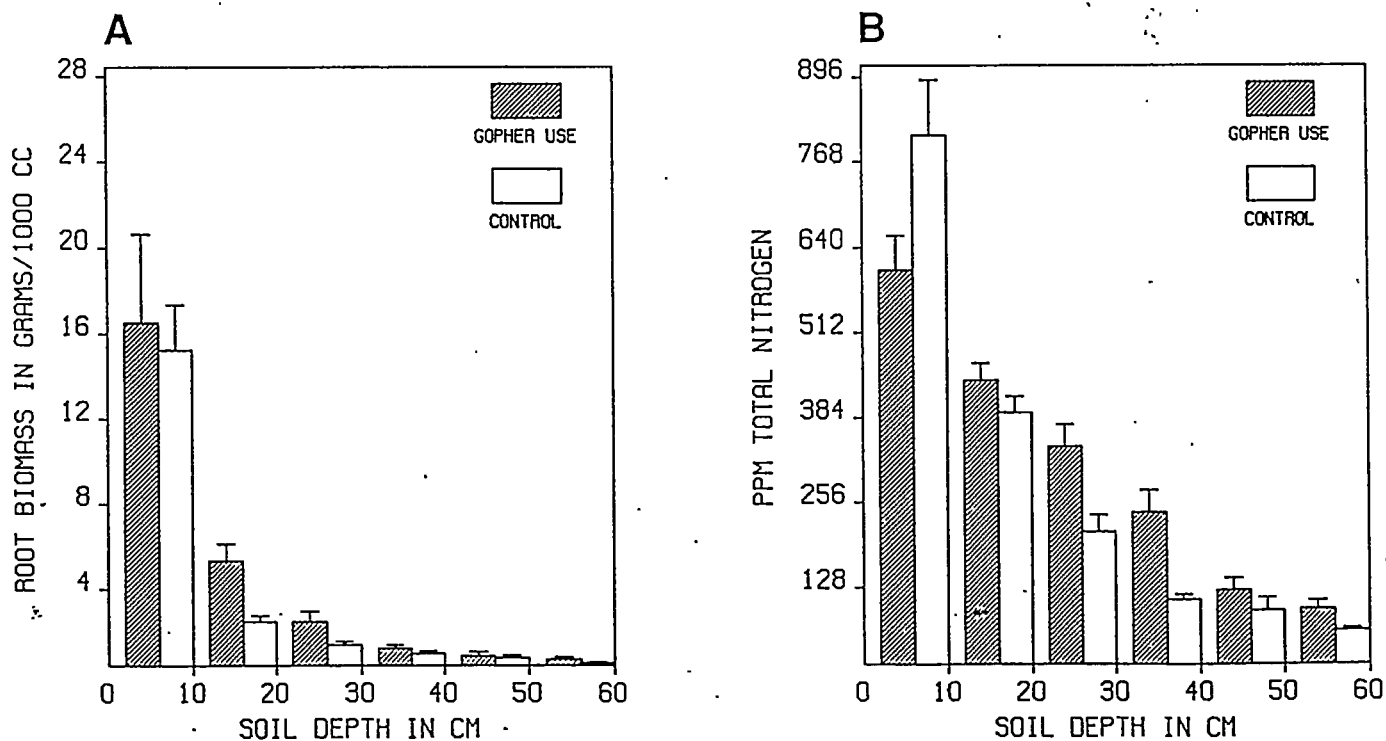 A
ROOT BIOMASS IN GRAMS/1000 CC
28
24
20
16
12
8
4
GOPHER USE
CONTROL
0 10 20 30 40 50 60
SOIL DEPTH IN CM
B
PPM TOTAL NITROGEN
896
768
640
512
384
256
128
GOPHER USE
CONTROL
0 10 20 30 40 50 60
SOIL DEPTH IN CM